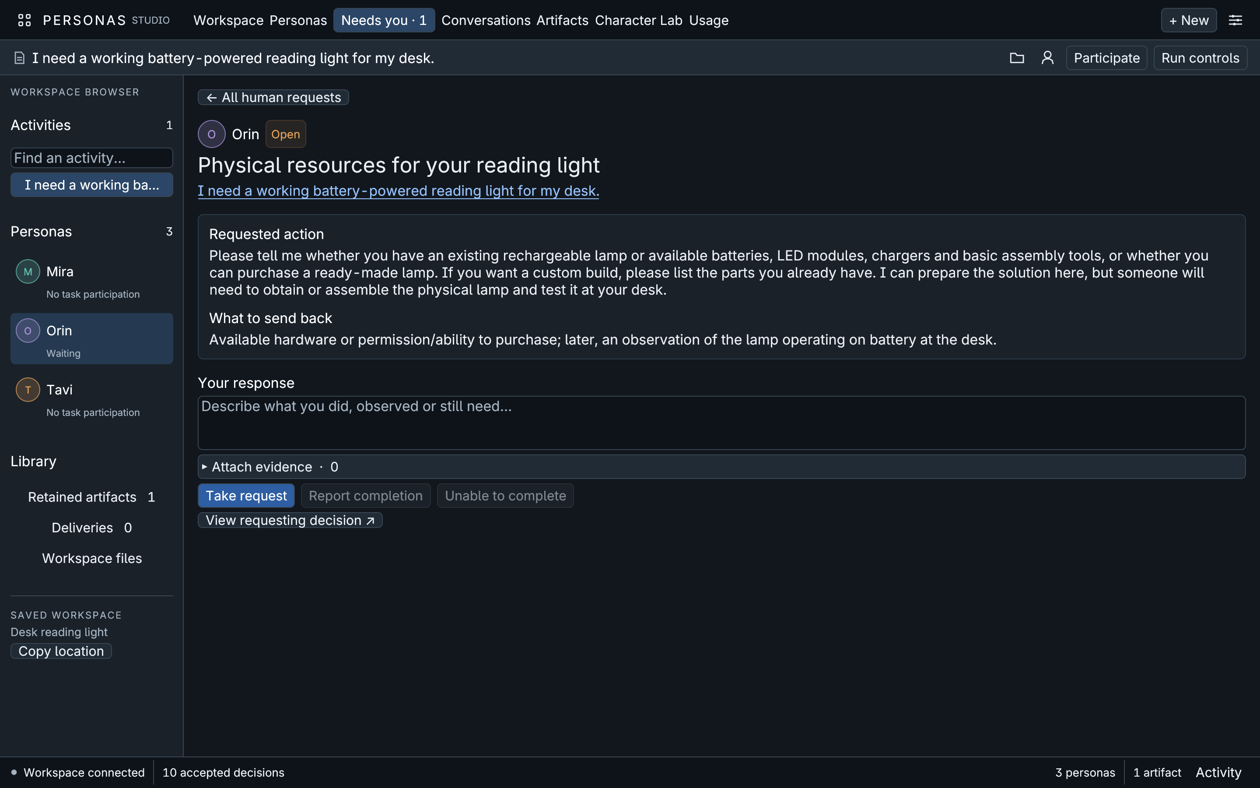 PERSONAS STUDIO Workspace Personas Needs you · 1 Conversations Artifacts Character Lab Usage + New
I need a working battery-powered reading light for my desk. Participate Run controls
WORKSPACE BROWSER
Activities 1
Find an activity...
I need a working ba...
Personas 3
M Mira
No task participation
O Orin
Waiting
T Tavi
No task participation
Library
Retained artifacts 1
Deliveries 0
Workspace files
SAVED WORKSPACE
Desk reading light
Copy location
← All human requests
O Orin Open
Physical resources for your reading light
I need a working battery-powered reading light for my desk.
Requested action
Please tell me whether you have an existing rechargeable lamp or available batteries, LED modules, chargers and basic assembly tools, or whether you
can purchase a ready-made lamp. If you want a custom build, please list the parts you already have. I can prepare the solution here, but someone will
need to obtain or assemble the physical lamp and test it at your desk.
What to send back
Available hardware or permission/ability to purchase; later, an observation of the lamp operating on battery at the desk.
Your response
Describe what you did, observed or still need...
▸ Attach evidence · 0
Take request Report completion Unable to complete
View requesting decision ↗
Workspace connected 10 accepted decisions 3 personas 1 artifact Activity